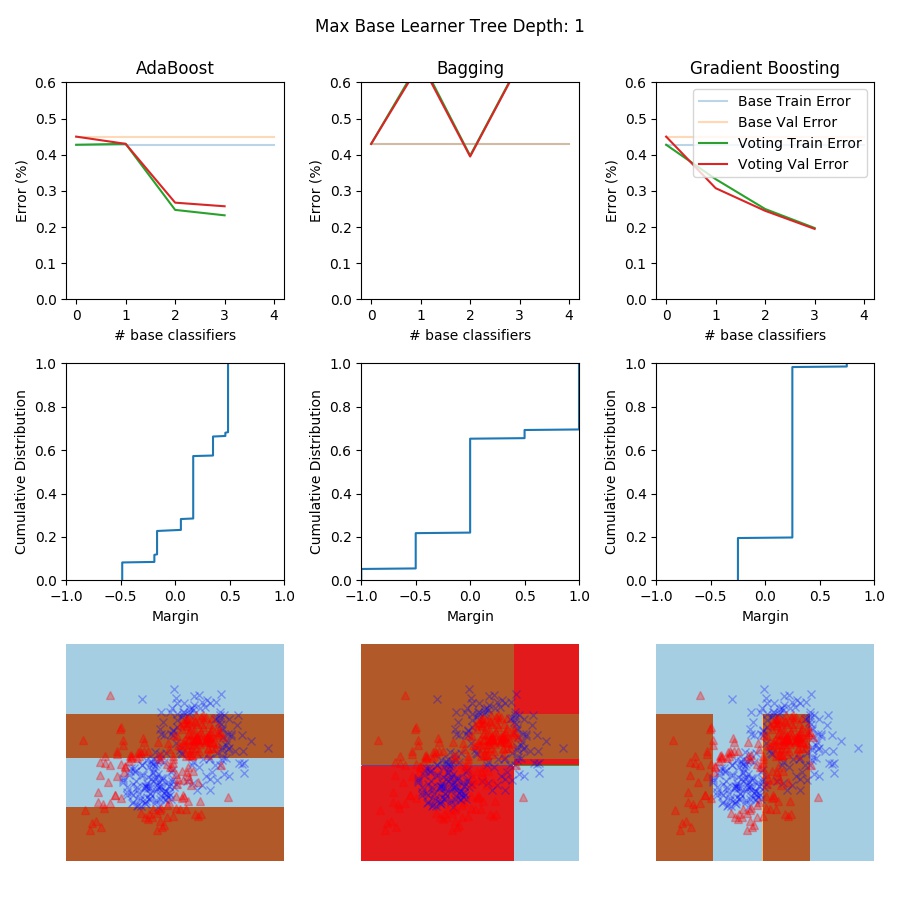 Max Base Learner Tree Depth: 1
AdaBoost
Bagging
Gradient Boosting
0.6
0.5
0.4
0.3
0.2
0.1
0.0
Error (%)
0 1 2 3 4
# base classifiers
0.6
0.5
0.4
0.3
0.2
0.1
0.0
Error (%)
0 1 2 3 4
# base classifiers
0.6
0.5
0.4
0.3
0.2
0.1
0.0
Error (%)
Base Train Error
Base Val Error
Voting Train Error
Voting Val Error
0 1 2 3 4
# base classifiers
1.0
0.8
0.6
0.4
0.2
0.0
Cumulative Distribution
−1.0 −0.5 0.0 0.5 1.0
Margin
1.0
0.8
0.6
0.4
0.2
0.0
Cumulative Distribution
−1.0 −0.5 0.0 0.5 1.0
Margin
1.0
0.8
0.6
0.4
0.2
0.0
Cumulative Distribution
−1.0 −0.5 0.0 0.5 1.0
Margin